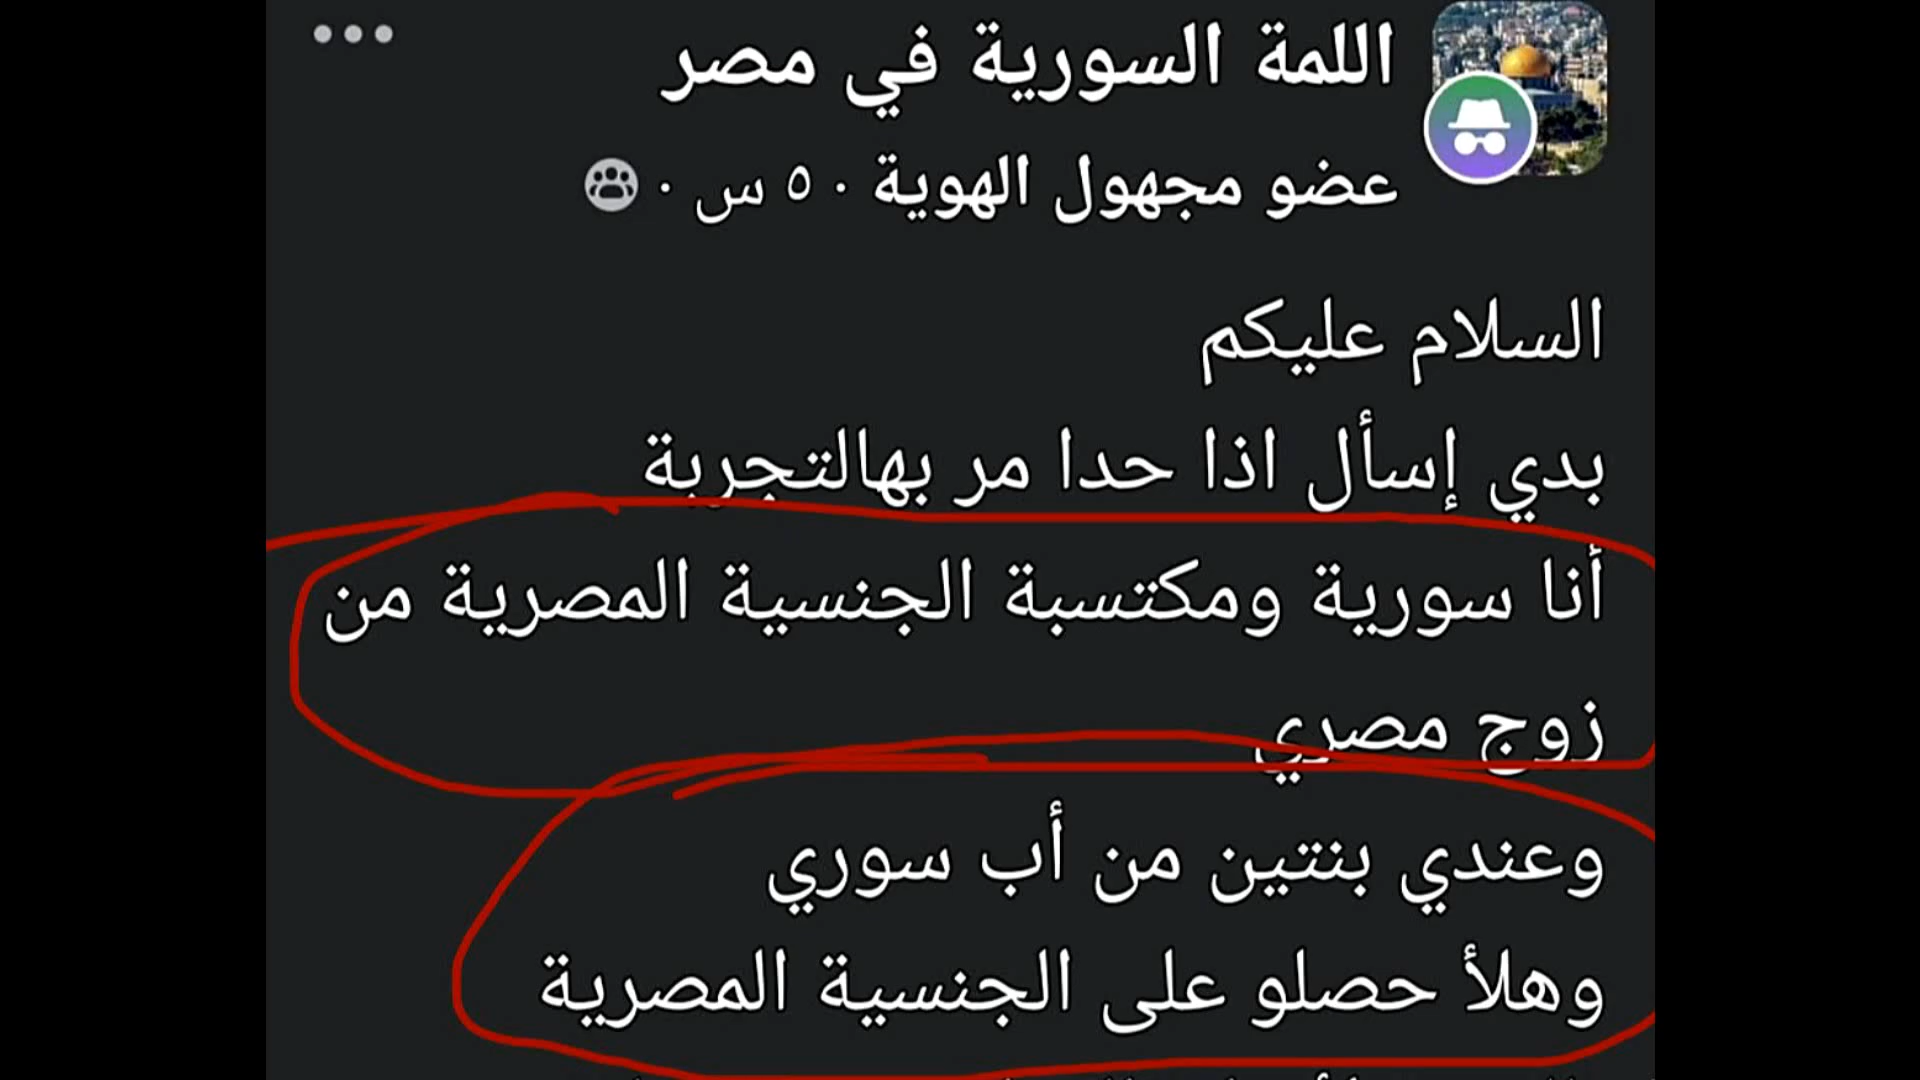 اللمة السورية في مصر
عضو مجهول الهوية · ٥ س ·
السلام عليكم
بدي إسأل اذا حدا مر بهالتجربة
أنا سورية ومكتسبة الجنسية المصرية من
زوج مصري
وعندي بنتين من أب سوري
وهلأ حصلو على الجنسية المصرية